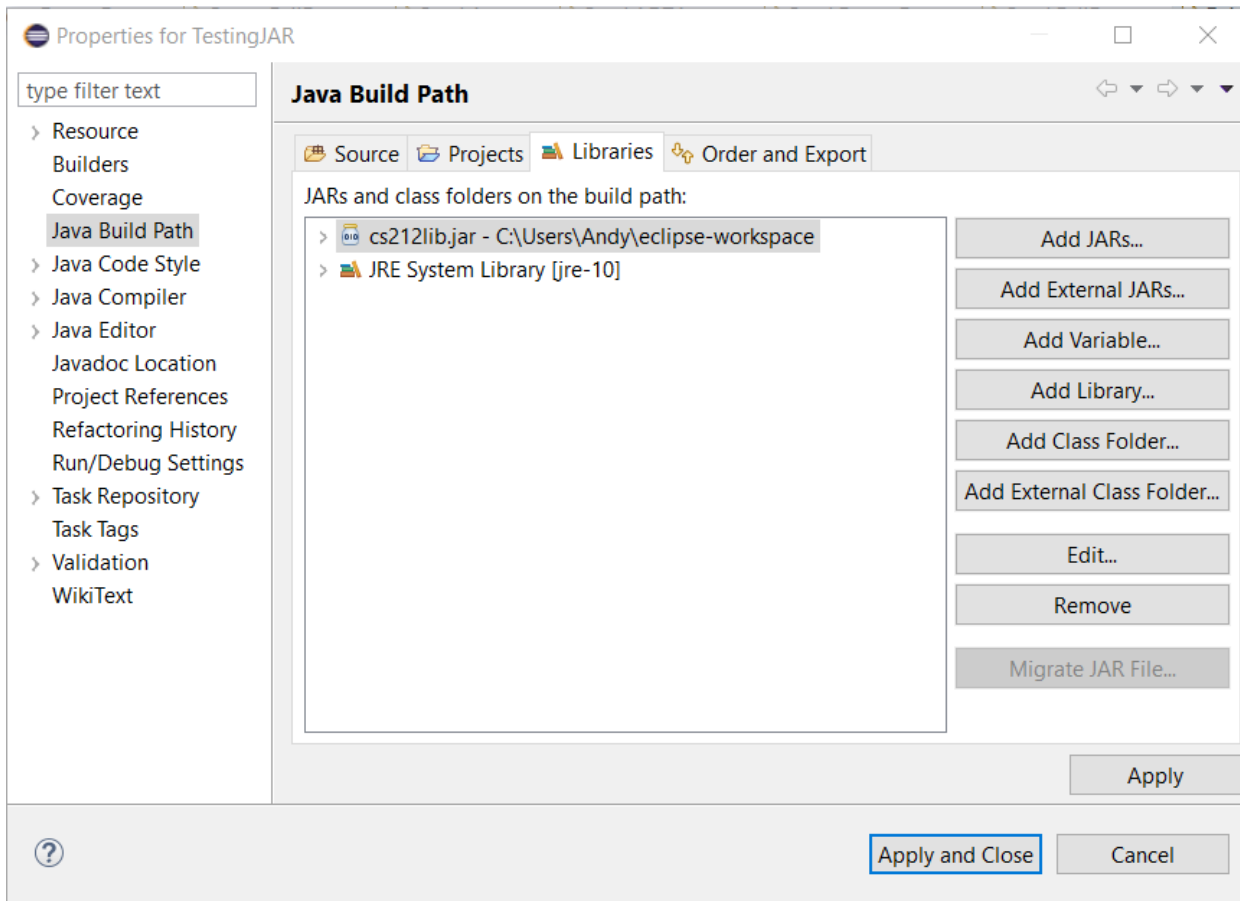 Properties for TestingJAR
type filter text
Resource
Builders
Coverage
Java Build Path
Java Code Style
Java Compiler
Java Editor
Javadoc Location
Project References
Refactoring History
Run/Debug Settings
Task Repository
Task Tags
Validation
WikiText
Java Build Path
Source Projects Libraries Order and Export
JARs and class folders on the build path:
cs212lib.jar - C:\Users\Andy\eclipse-workspace
JRE System Library [jre-10]
Add JARs...
Add External JARs...
Add Variable...
Add Library...
Add Class Folder...
Add External Class Folder...
Edit...
Remove
Migrate JAR File...
Apply
Apply and Close Cancel